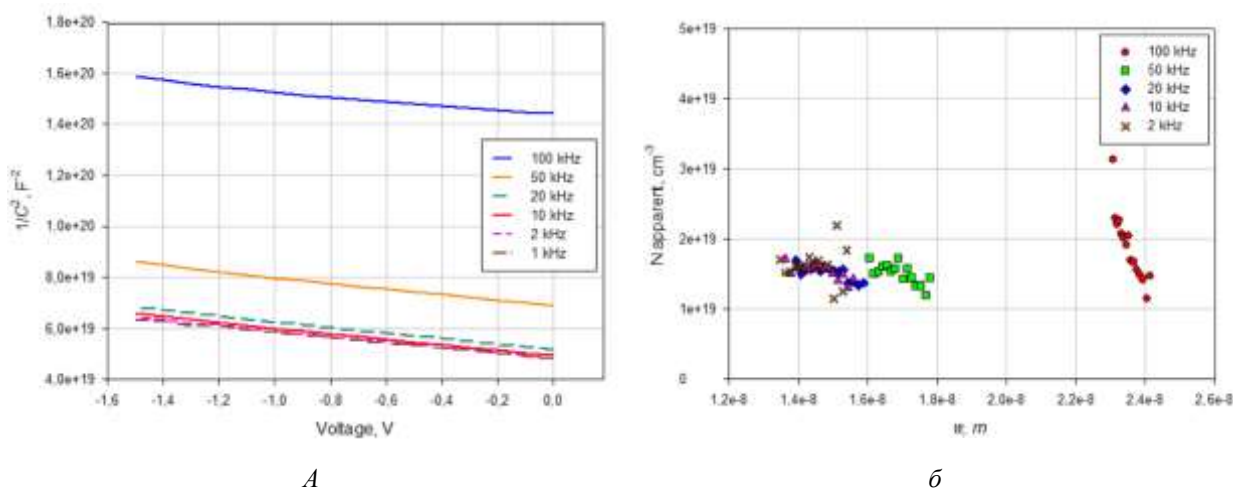 1.8e+20
1.6e+20
1.4e+20
1.2e+20
1.0e+20
8.0e+19
6.0e+19
4.0e+19
1/C², F⁻²
-1,6
-1,4
-1,2
-1,0
-0,8
-0,6
-0,4
-0,2
0,0
Voltage, V
100 kHz
50 kHz
20 kHz
10 kHz
2 kHz
1 kHz
А
5e+19
4e+19
3e+19
2e+19
1e+19
0
Napparent, cm⁻³
1.2e-8
1.4e-8
1.6e-8
1.8e-8
2.0e-8
2.2e-8
2.4e-8
2.6e-8
w, m
100 kHz
50 kHz
20 kHz
10 kHz
2 kHz
б